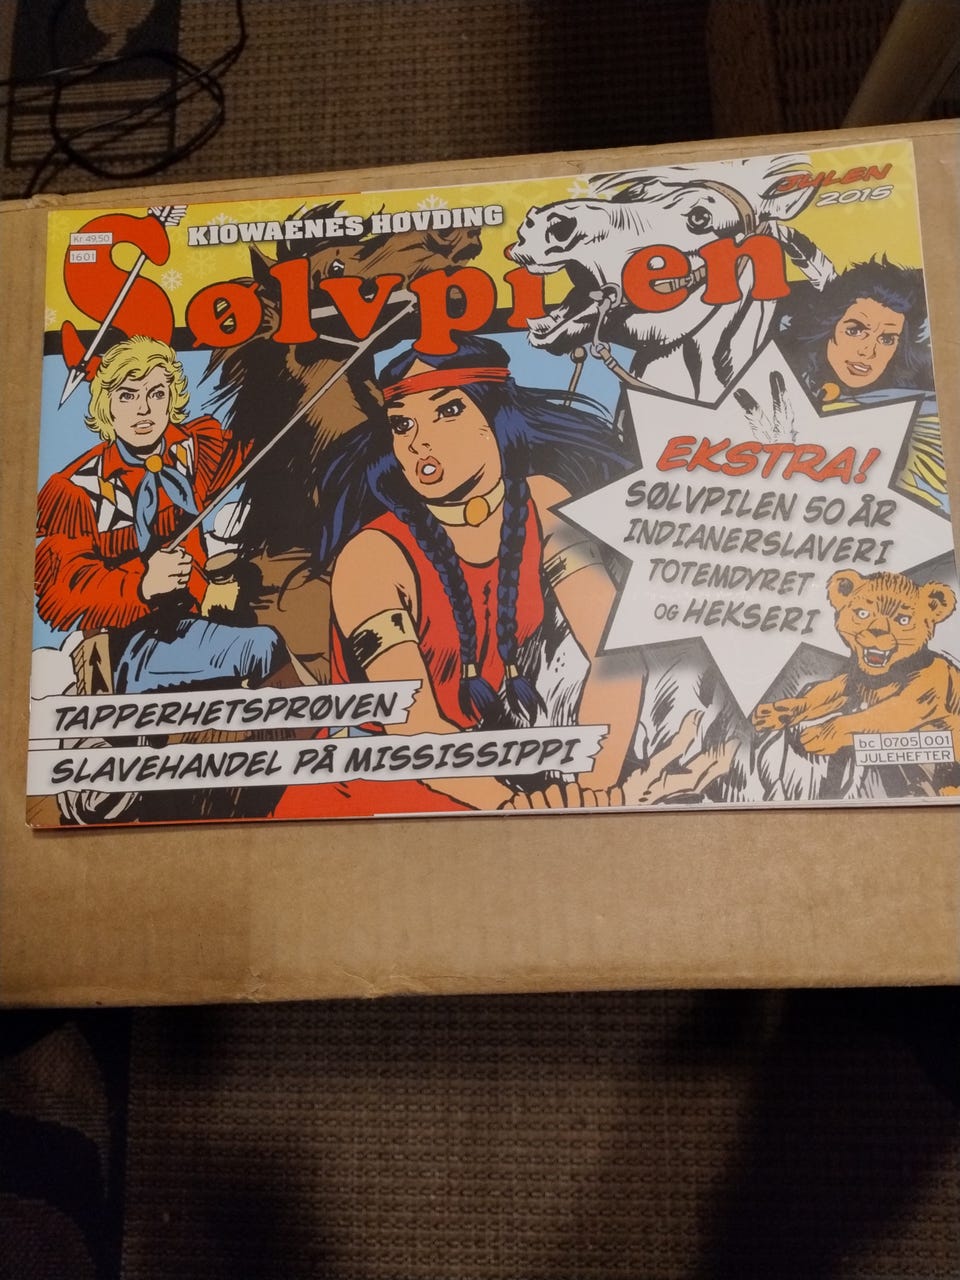 JULEN
2015
KIOWAENES HØVDING
Kr. 49,50
1601
Sølvpilen
EKSTRA!
SØLVPILEN 50 ÅR
INDIANERSLAVERI
TOTEMDYRET
OG HEKSERI
TAPPERHETSPRØVEN
SLAVEHANDEL PÅ MISSISSIPPI
bc 0705 001
JULEHEFTER